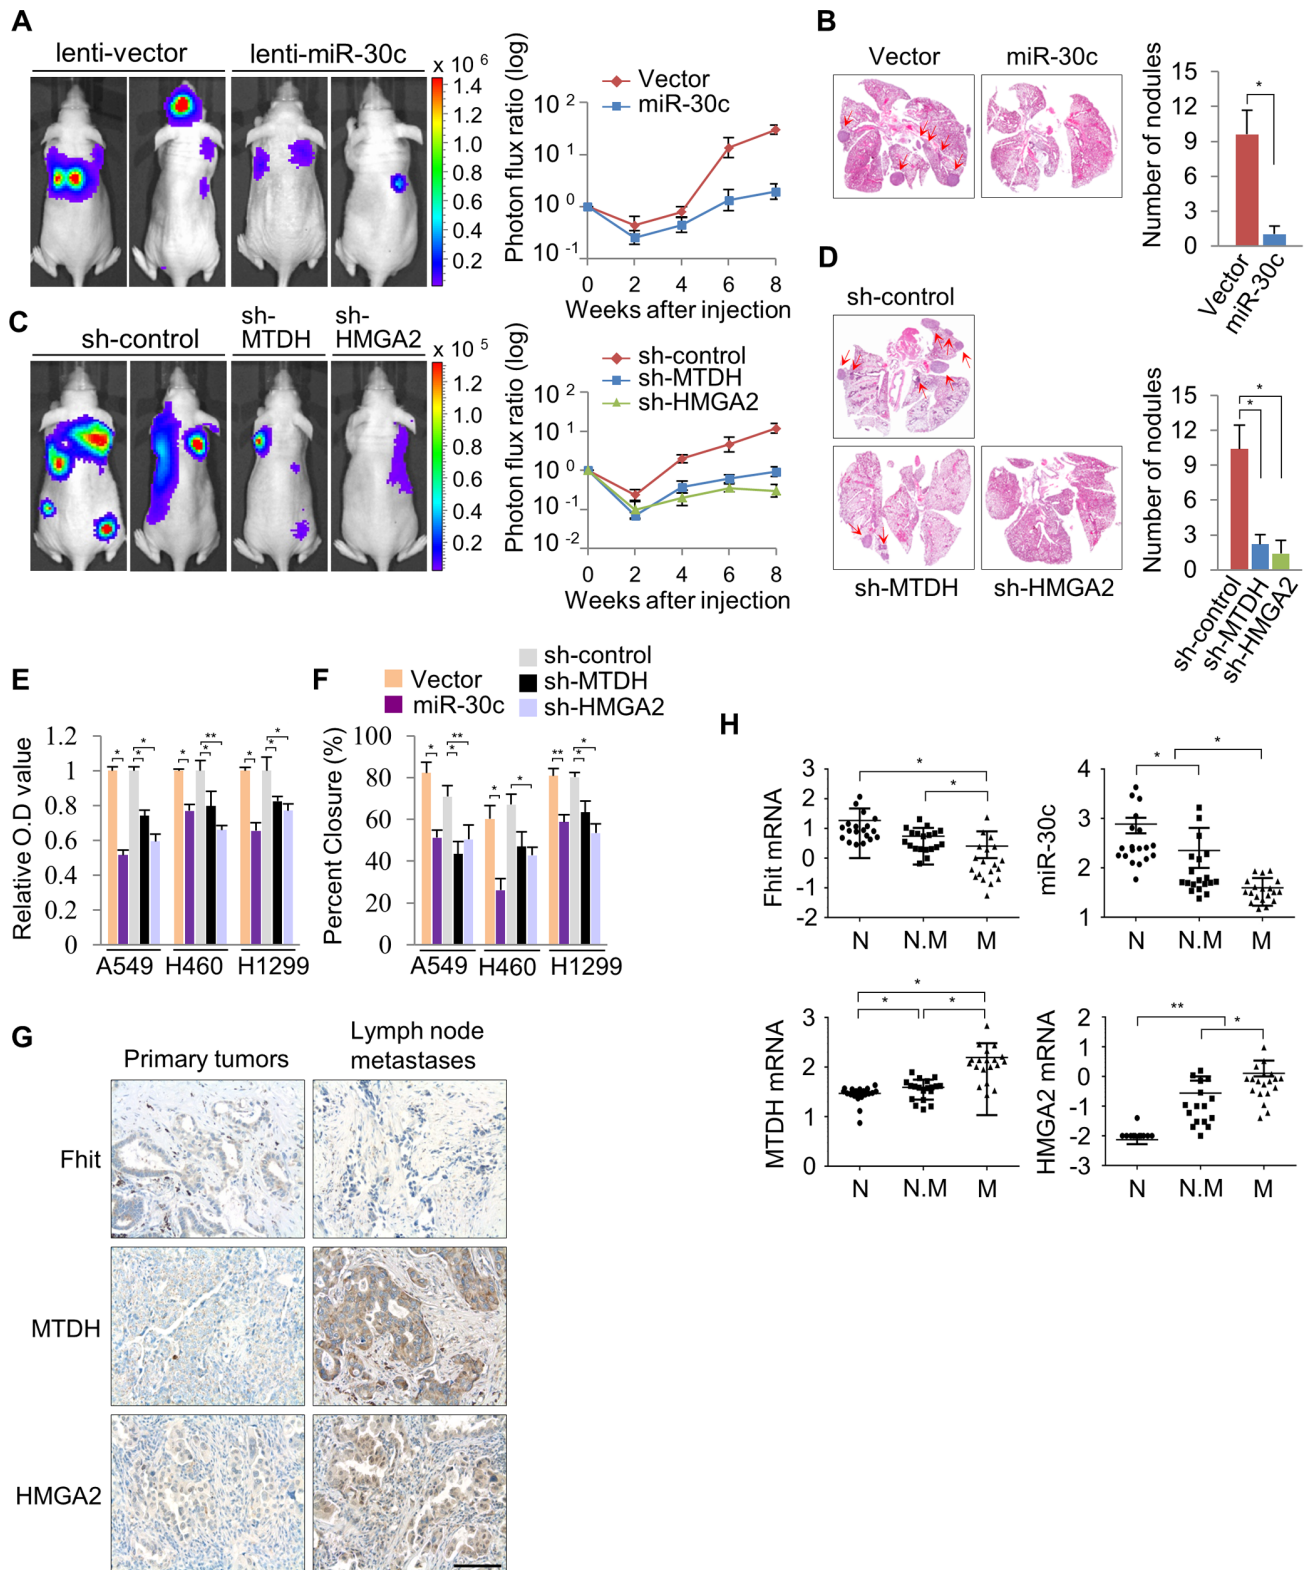 A
lenti-vector
lenti-miR-30c
x 10 6
1.0
0.8
0.6
0.4
0.2
Photon flux ratio (log)
Vector
miR-30c
10 2
10 1
10 0
10 -1
0 2 4 6 8
Weeks after injection
B
Vector
miR-30c
Number of nodules
15
12
9
6
3
0
*
Vector
miR-30c
C
sh-control
sh-
MTDH
sh-
HMGA2
x 10 5
1.2
1.0
0.8
0.6
0.4
0.2
Photon flux ratio (log)
sh-control
sh-MTDH
sh-HMGA2
10 2
10 1
10 0
10 -1
10 -2
0 2 4 6 8
Weeks after injection
D
sh-control
sh-MTDH
sh-HMGA2
Number of nodules
15
12
9
6
3
0
*
*
sh-control
sh-MTDH
sh-HMGA2
E
Relative O.D value
1.2
1
0.8
0.6
0.4
0.2
0
* * *
* * **
* * *
A549 H460 H1299
F
Vector
miR-30c
sh-control
sh-MTDH
sh-HMGA2
Percent Closure (%)
100
80
60
40
20
0
* * **
* *
** * *
A549 H460 H1299
G
Primary tumors
Lymph node
metastases
Fhit
MTDH
HMGA2
H
Fhit mRNA
3
2
1
0
-1
-2
*
*
N N.M M
miR-30c
4
3
2
1
*
*
N N.M M
MTDH mRNA
3
2
1
0
*
* *
N N.M M
HMGA2 mRNA
2
1
0
-1
-2
-3
**
*
N N.M M